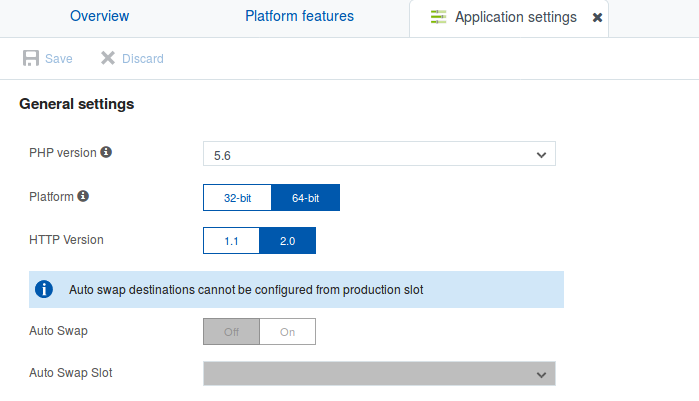 Overview Platform features Application settings
Save Discard
General settings
PHP version 5.6
Platform 32-bit 64-bit
HTTP Version 1.1 2.0
Auto swap destinations cannot be configured from production slot
Auto Swap Off On
Auto Swap Slot